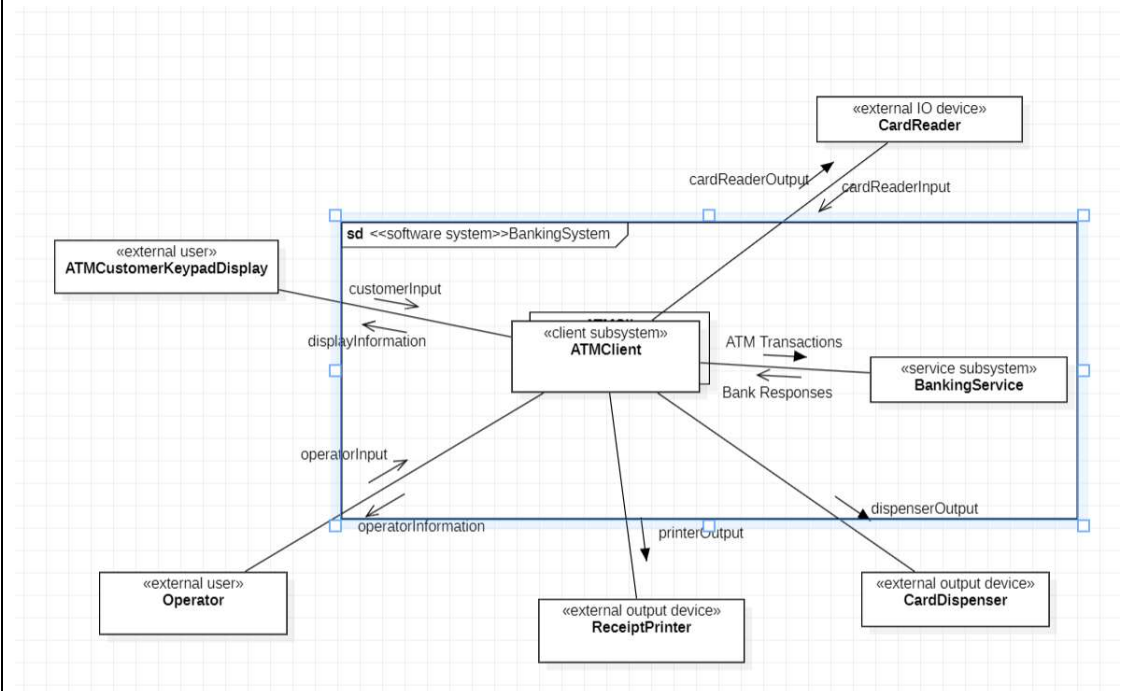 «external IO device»
CardReader
cardReaderOutput
cardReaderInput
sd <<software system>>BankingSystem
«external user»
ATMCustomerKeypadDisplay
customerInput
displayInformation
«client subsystem»
ATMClient
ATM Transactions
Bank Responses
«service subsystem»
BankingService
operatorInput
operatorInformation
dispenserOutput
printerOutput
«external user»
Operator
«external output device»
ReceiptPrinter
«external output device»
CardDispenser